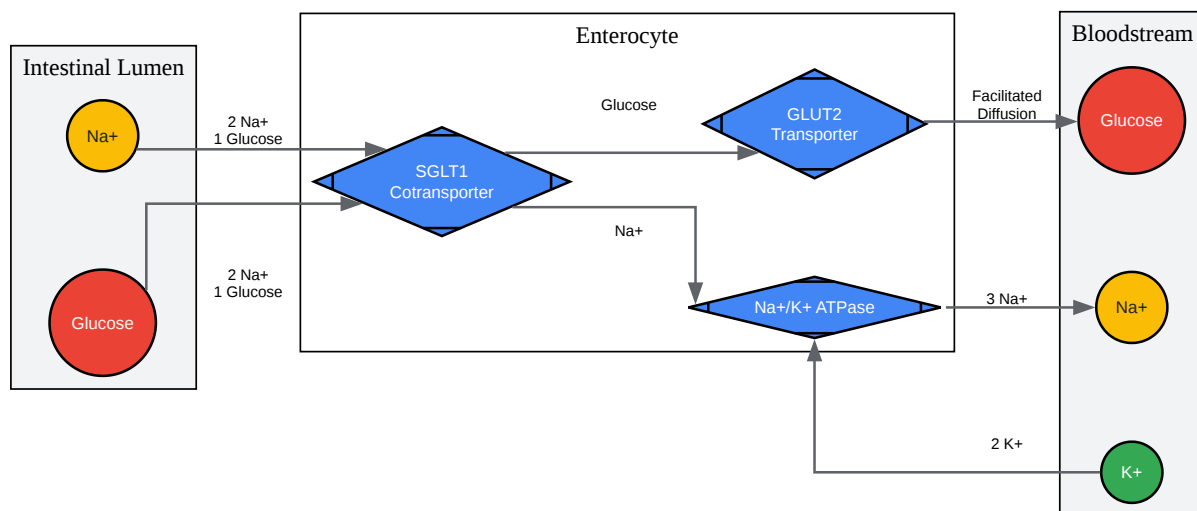 Intestinal Lumen
Na+
Glucose
2 Na+
1 Glucose
2 Na+
1 Glucose
Enterocyte
SGLT1
Cotransporter
Glucose
Na+
GLUT2
Transporter
Na+/K+ ATPase
Facilitated
Diffusion
3 Na+
2 K+
Bloodstream
Glucose
Na+
K+